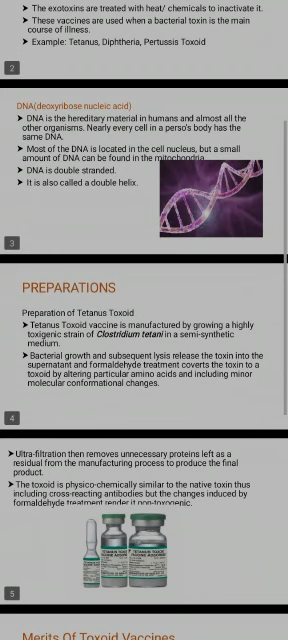 ➤ The exotoxins are treated with heat/ chemicals to inactivate it.
➤ These vaccines are used when a bacterial toxin is the main
course of illness.
➤ Example: Tetanus, Diphtheria, Pertussis Toxoid
2
DNA(deoxyribose nucleic acid)
➤ DNA is the hereditary material in humans and almost all the
other organisms. Nearly every cell in a perso's body has the
same DNA.
➤ Most of the DNA is located in the cell nucleus, but a small
amount of DNA can be found in the mitochondria
➤ DNA is double stranded.
➤ It is also called a double helix.
3
PREPARATIONS
Preparation of Tetanus Toxoid
➤ Tetanus Toxoid vaccine is manufactured by growing a highly
toxigenic strain of Clostridium tetani in a semi-synthetic
medium.
➤ Bacterial growth and subsequent lysis release the toxin into the
supernatant and formaldehyde treatment coverts the toxin to a
toxoid by altering particular amino acids and including minor
molecular conformational changes.
4
➤ Ultra-filtration then removes unnecessary proteins left as a
residual from the manufacturing process to produce the final
product.
➤ The toxoid is physico-chemically similar to the native toxin thus
including cross-reacting antibodies but the changes induced by
formaldehyde treatment render it non-toxigenic.
5
Merits Of Toxoid Vaccines